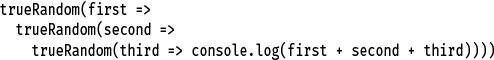 trueRandom(first =>
  trueRandom(second =>
    trueRandom(third => console.log(first + second + third))))